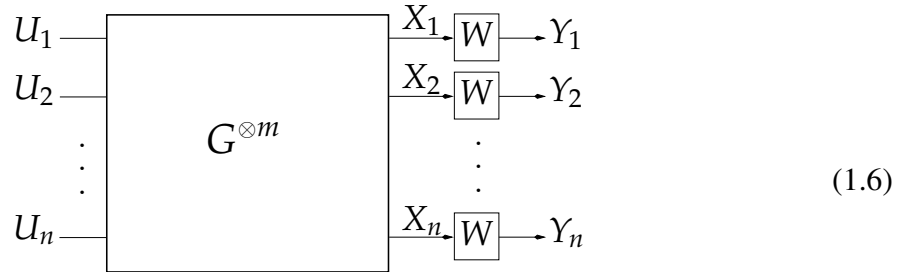 U₁ X₁ W Y₁
U₂ X₂ W Y₂
G⊗m
(1.6)
Uₙ Xₙ W Yₙ